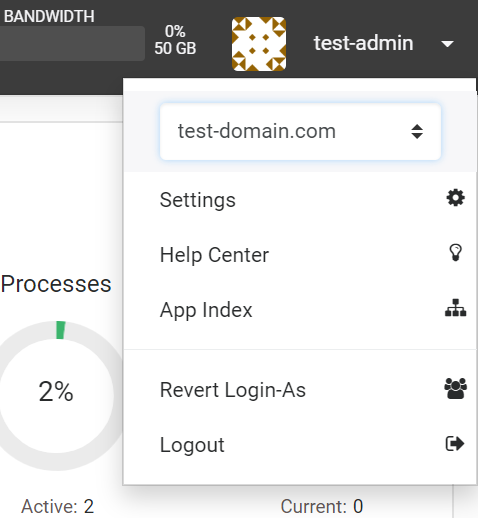 BANDWIDTH
0%
50 GB
test-admin
test-domain.com
Settings
Help Center
App Index
Processes
2%
Revert Login-As
Logout
Active: 2
Current: 0